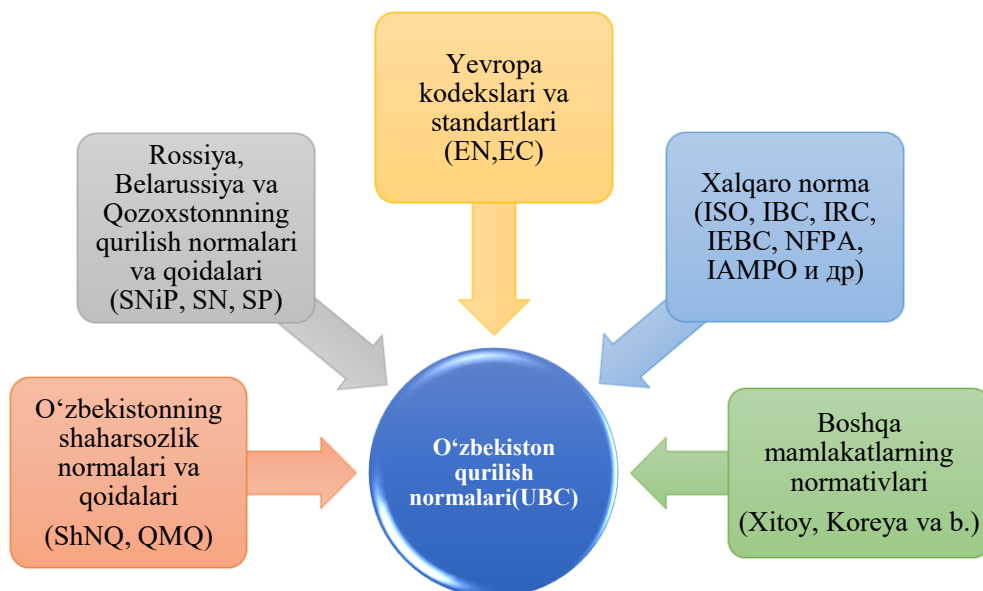 Yevropa
kodekslari va
standartlari
(EN,EC)
Rossiya,
Belarussiya va
Qozoxstonnning
qurilish normalari
va qoidalari
(SNiP, SN, SP)
Xalqaro norma
(ISO, IBC, IRC,
IEBC, NFPA,
IAMPO и др)
O‘zbekistonning
shaharsozlik
normalari va
qoidalari
(ShNQ, QMQ)
O‘zbekiston
qurilish
normalari(UBC)
Boshqa
mamlakatlarning
normativlari
(Xitoy, Koreya va b.)